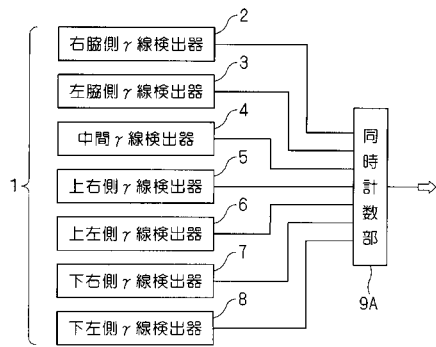 2
右脇側γ線検出器
3
左脇側γ線検出器
4
中間γ線検出器
5
1
上右側γ線検出器
6
上左側γ線検出器
7
下右側γ線検出器
8
下左側γ線検出器
同時計数部
9A